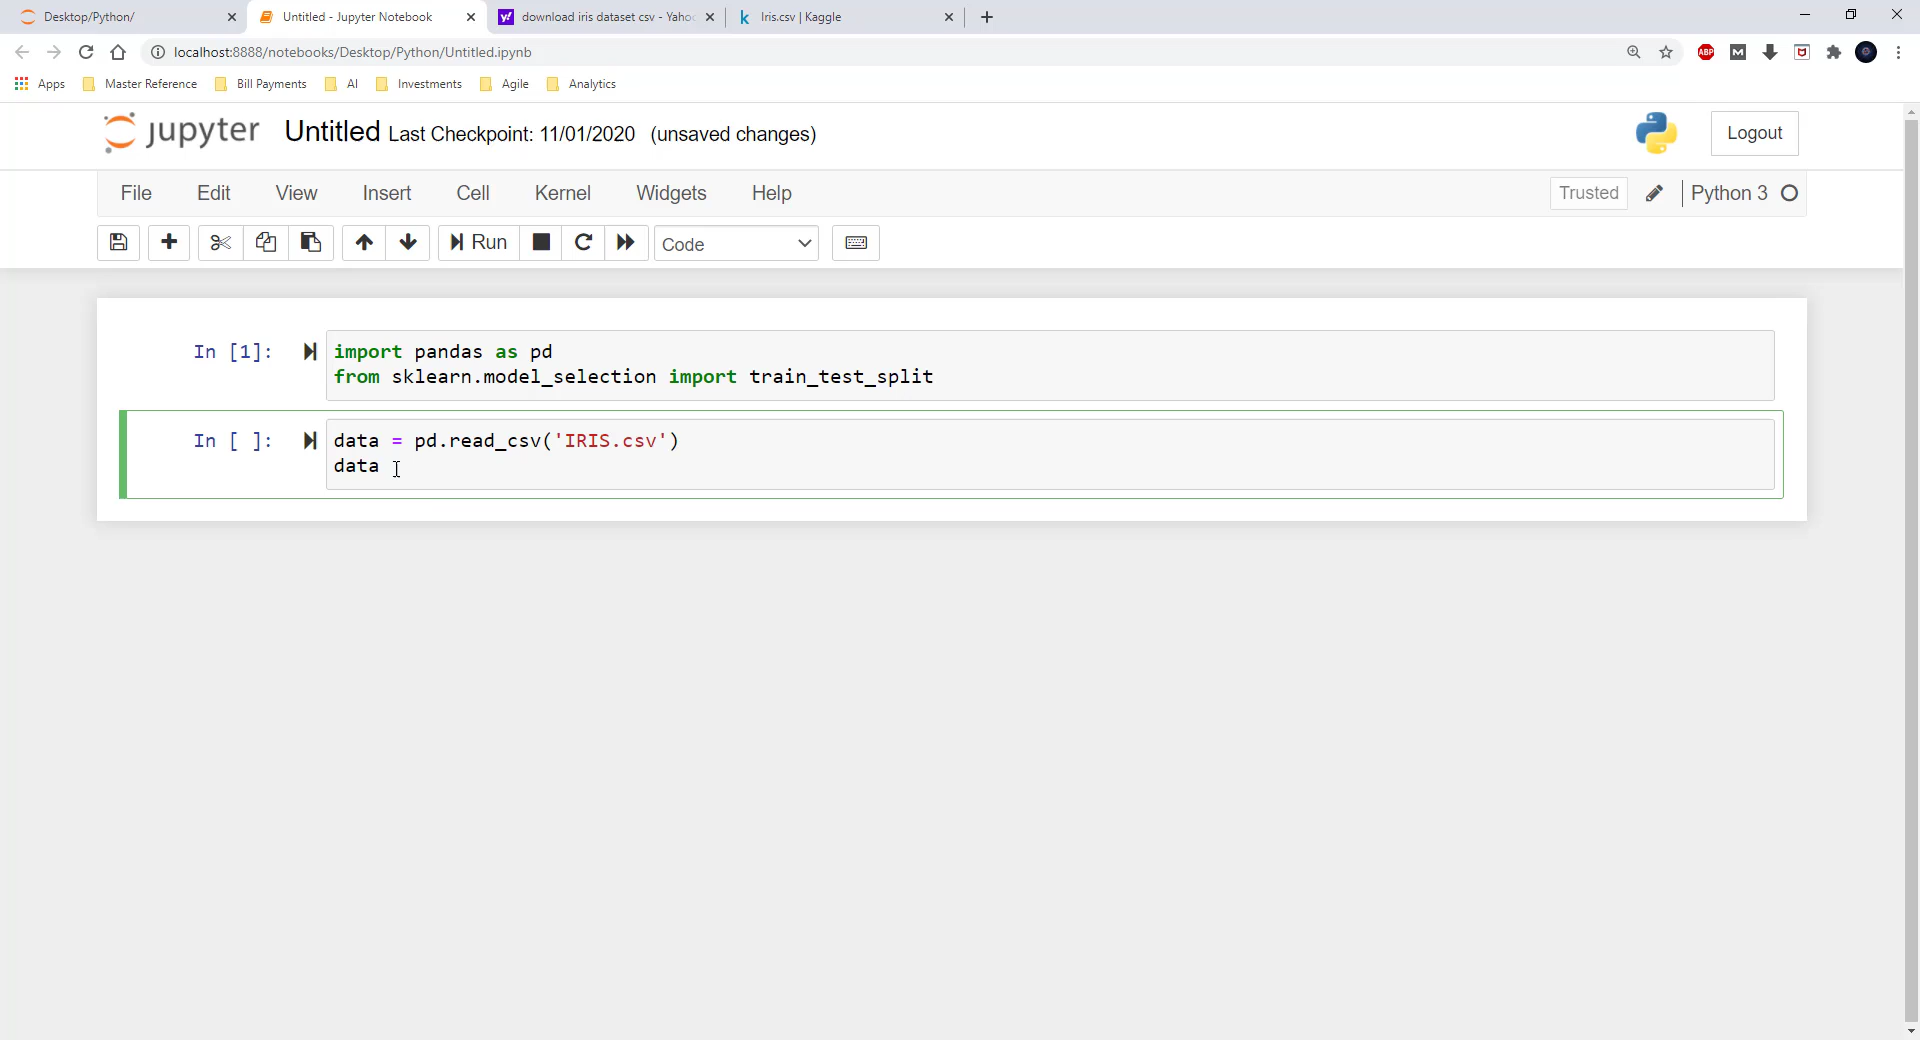 Desktop/Python/
Untitled - Jupyter Notebook
download iris dataset csv - Yahoo
Iris.csv | Kaggle
localhost:8888/notebooks/Desktop/Python/Untitled.ipynb
ABP
Apps
Master Reference
Bill Payments
AI
Investments
Agile
Analytics
jupyter Untitled Last Checkpoint: 11/01/2020 (unsaved changes)
Logout
File Edit View Insert Cell Kernel Widgets Help
Trusted
Python 3
Run
Code
In [1]: import pandas as pd
from sklearn.model_selection import train_test_split
In [ ]: data = pd.read_csv('IRIS.csv')
data